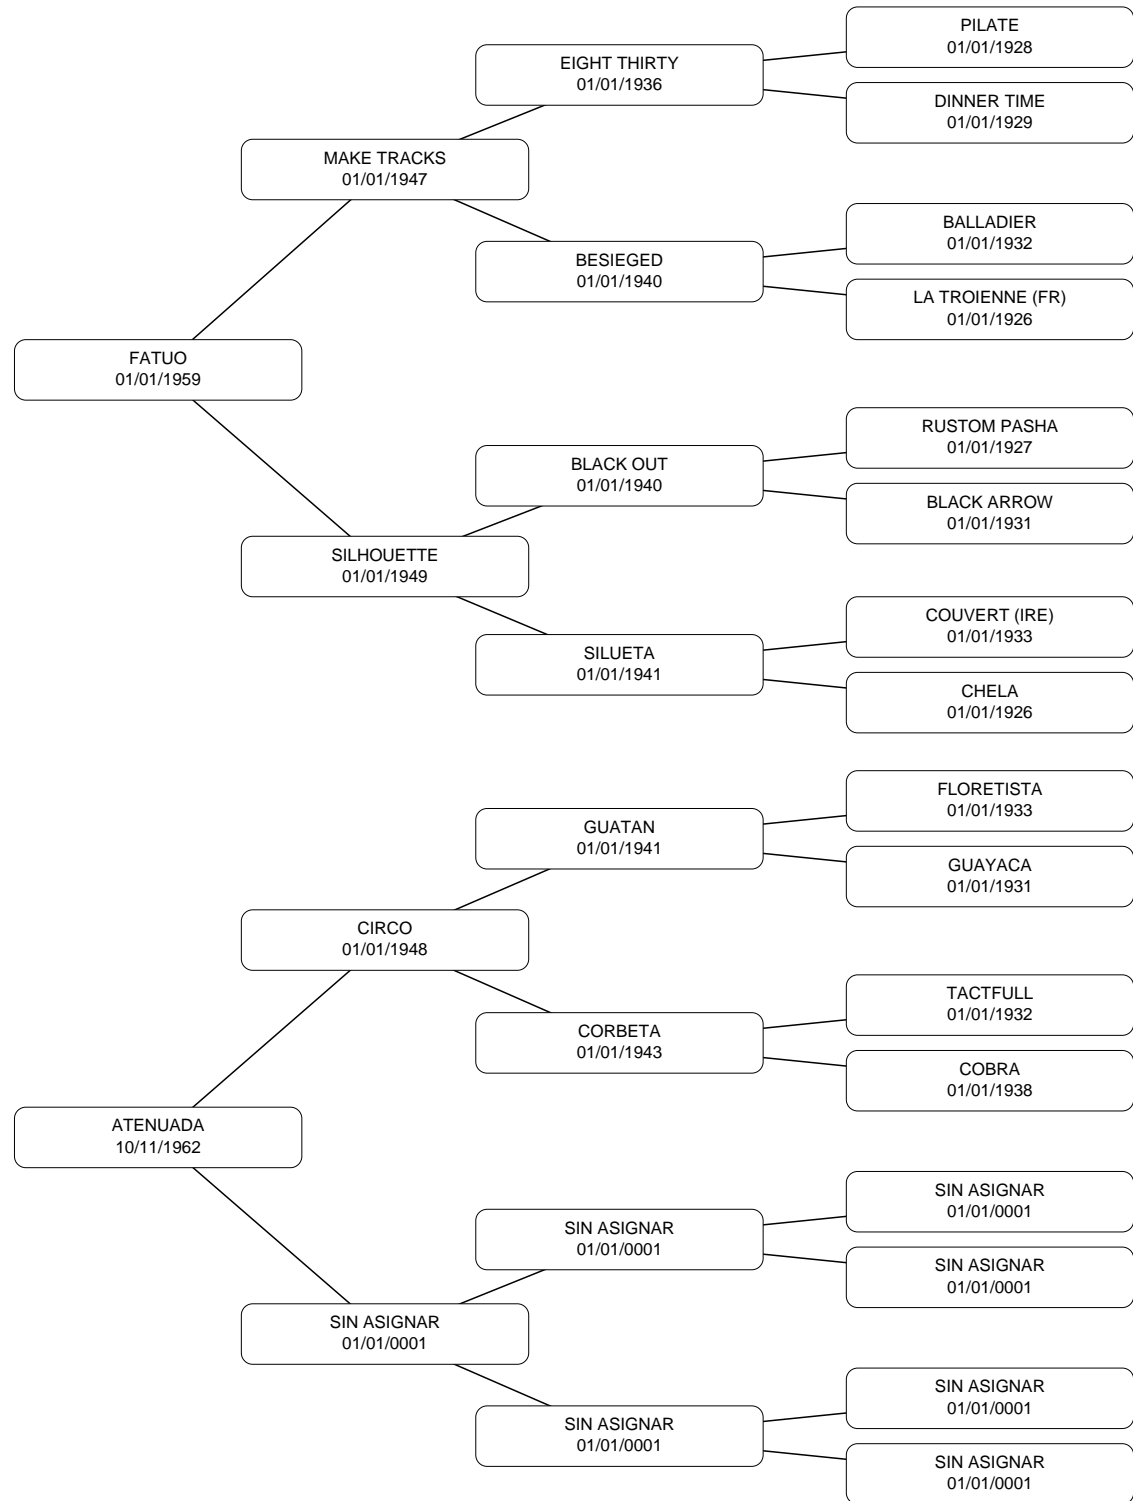 PILATE
01/01/1928
EIGHT THIRTY
01/01/1936
DINNER TIME
01/01/1929
MAKE TRACKS
01/01/1947
BALLADIER
01/01/1932
BESIEGED
01/01/1940
LA TROIENNE (FR)
01/01/1926
FATUO
01/01/1959
RUSTOM PASHA
01/01/1927
BLACK OUT
01/01/1940
BLACK ARROW
01/01/1931
SILHOUETTE
01/01/1949
COUVERT (IRE)
01/01/1933
SILUETA
01/01/1941
CHELA
01/01/1926
FLORETISTA
01/01/1933
GUATAN
01/01/1941
GUAYACA
01/01/1931
CIRCO
01/01/1948
TACTFULL
01/01/1932
CORBETA
01/01/1943
COBRA
01/01/1938
ATENUADA
10/11/1962
SIN ASIGNAR
01/01/0001
SIN ASIGNAR
01/01/0001
SIN ASIGNAR
01/01/0001
SIN ASIGNAR
01/01/0001
SIN ASIGNAR
01/01/0001
SIN ASIGNAR
01/01/0001
SIN ASIGNAR
01/01/0001